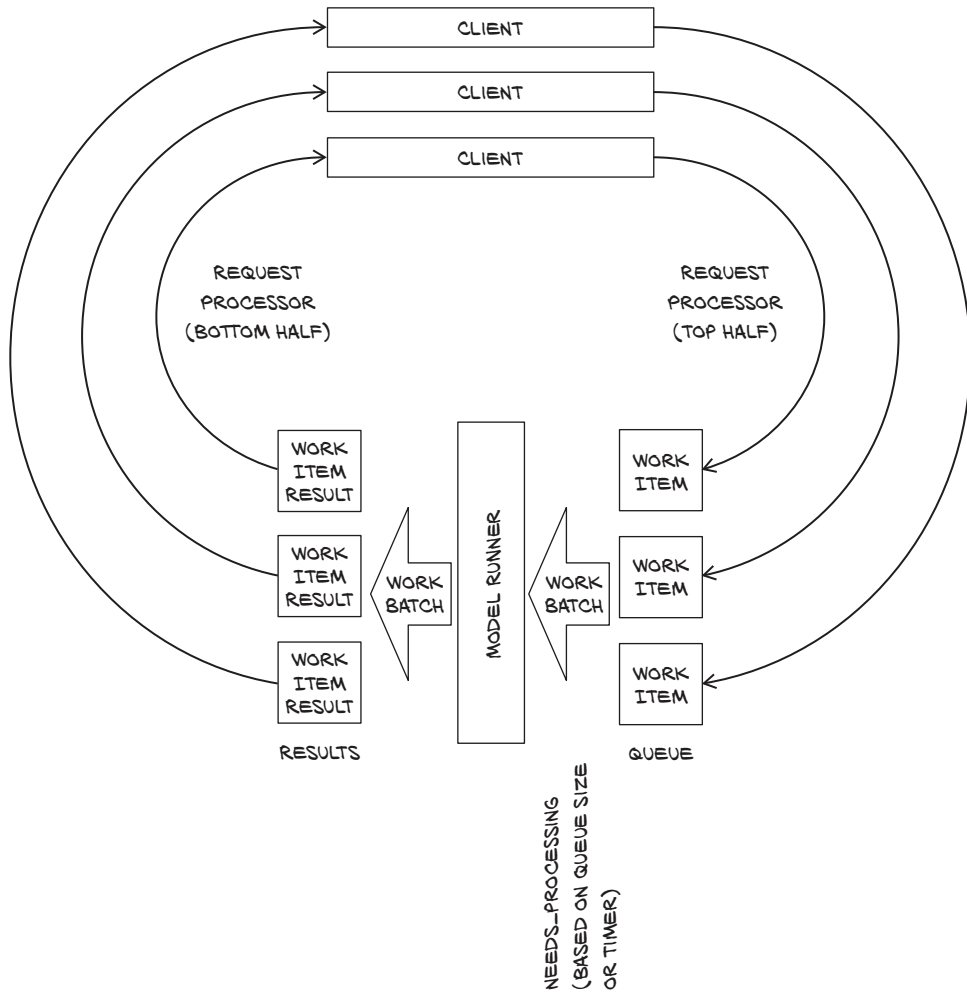 CLIENT
CLIENT
CLIENT
REQUEST
PROCESSOR
(BOTTOM HALF)
REQUEST
PROCESSOR
(TOP HALF)
WORK
ITEM
RESULT
WORK
ITEM
RESULT
WORK
ITEM
RESULT
RESULTS
WORK
BATCH
MODEL RUNNER
WORK
BATCH
WORK
ITEM
WORK
ITEM
WORK
ITEM
QUEUE
NEEDS_PROCESSING
(BASED ON QUEUE SIZE
OR TIMER)